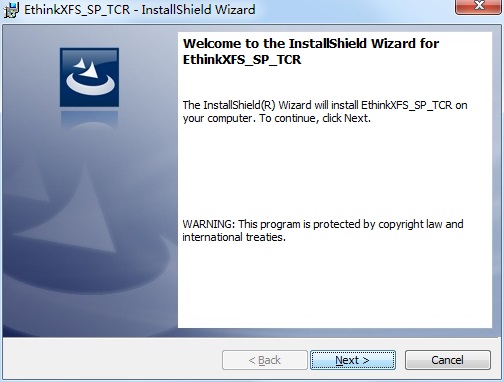 EthinkXFS_SP_TCR - InstallShield Wizard
Welcome to the InstallShield Wizard for
EthinkXFS_SP_TCR
The InstallShield(R) Wizard will install EthinkXFS_SP_TCR on
your computer. To continue, click Next.
WARNING: This program is protected by copyright law and
international treaties.
< Back
Next >
Cancel